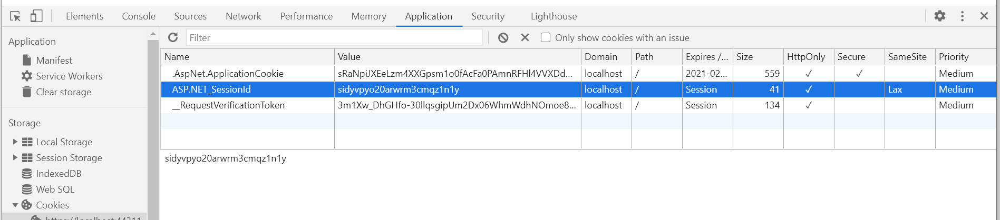 Elements Console Sources Network Performance Memory Application Security Lighthouse
Application
Manifest
Service Workers
Clear storage
Storage
Local Storage
Session Storage
IndexedDB
Web SQL
Cookies
https://localhost:44311
Filter Only show cookies with an issue
Name Value Domain Path Expires /... Size HttpOnly Secure SameSite Priority
.AspNet.ApplicationCookie sRaNpiJXEeLzm4XXGpsm1o0fAcFa0PAmnRFHl4VVXDd... localhost / 2021-02... 559 ✓ ✓ Medium
ASP.NET_SessionId sidyvpyo20arwrm3cmqz1n1y localhost / Session 41 ✓ Lax Medium
__RequestVerificationToken 3m1Xw_DhGHfo-30llqsgipUm2Dx06WhmWdhNOmoe8... localhost / Session 134 ✓ Medium
sidyvpyo20arwrm3cmqz1n1y